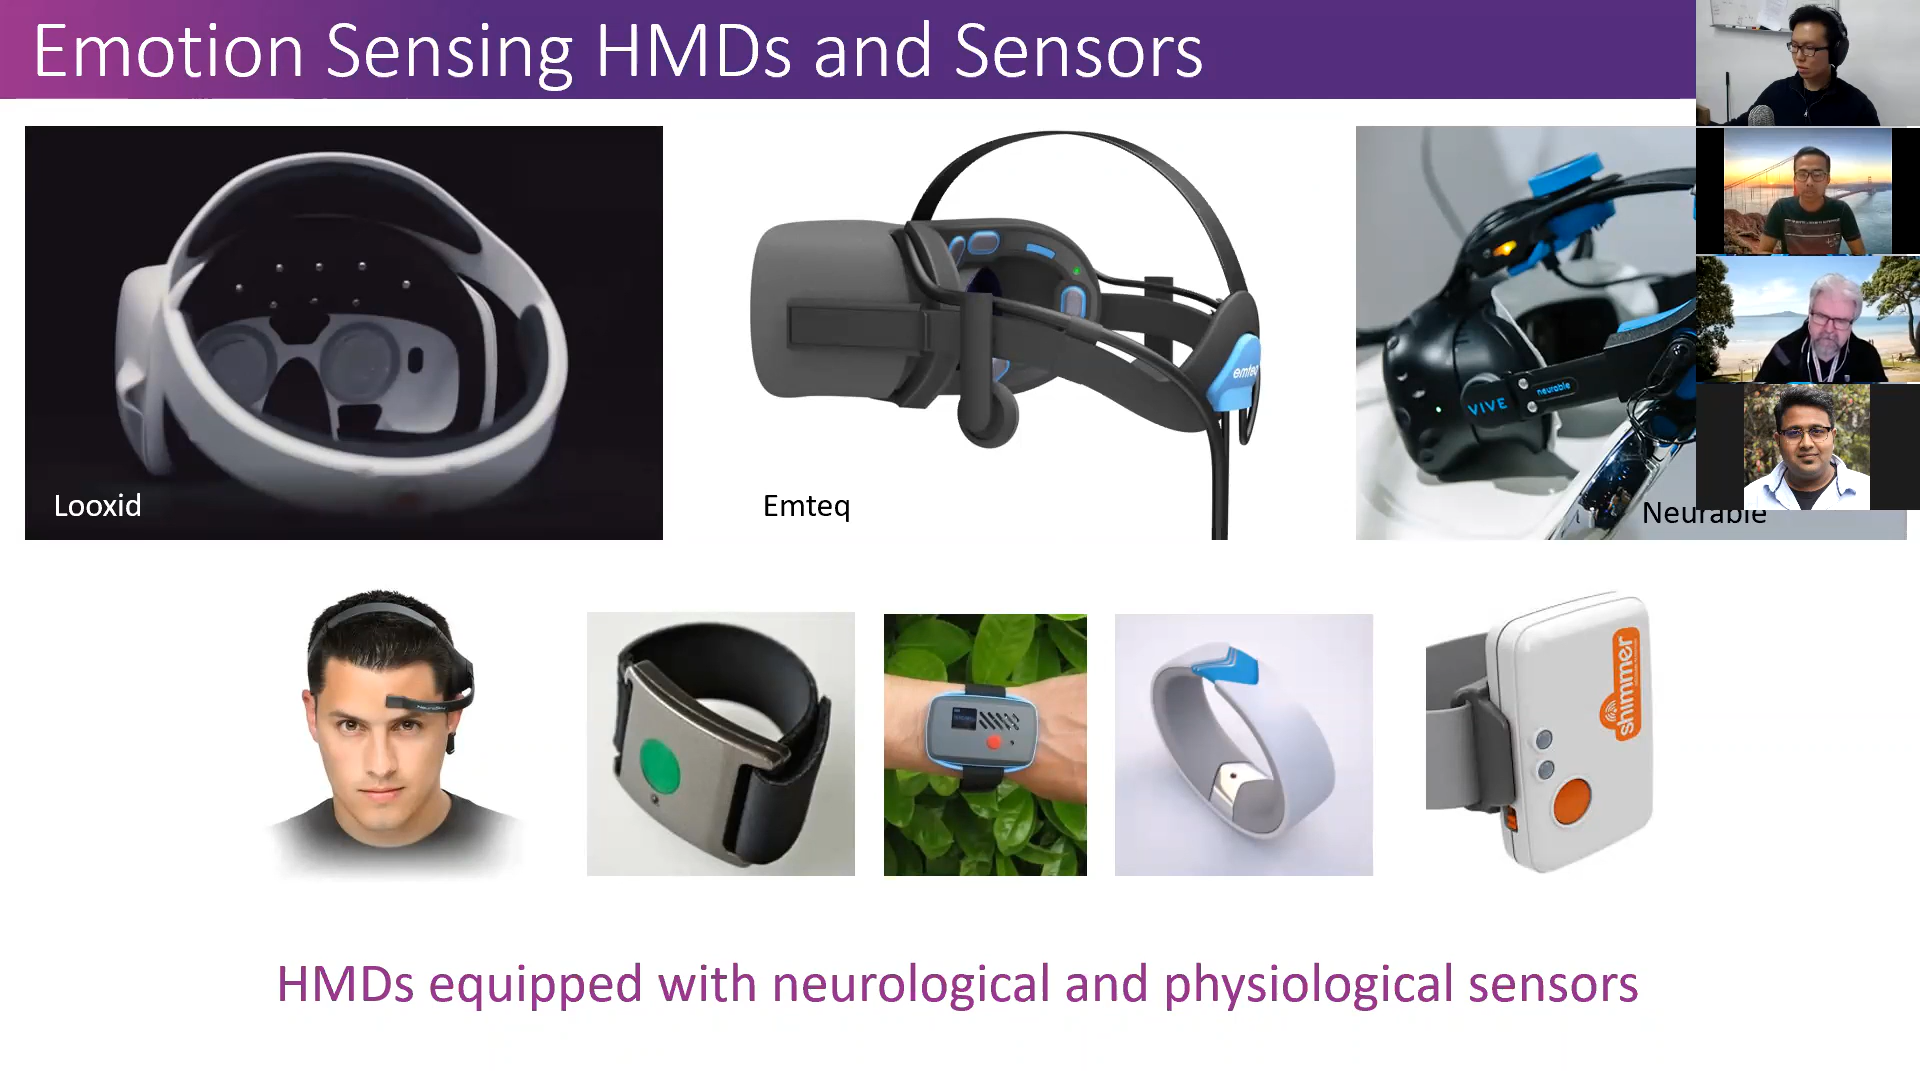 Emotion Sensing HMDs and Sensors
emteq
VIVE
neurable
Looxid
Emteq
Neurable
shimmer
HMDs equipped with neurological and physiological sensors